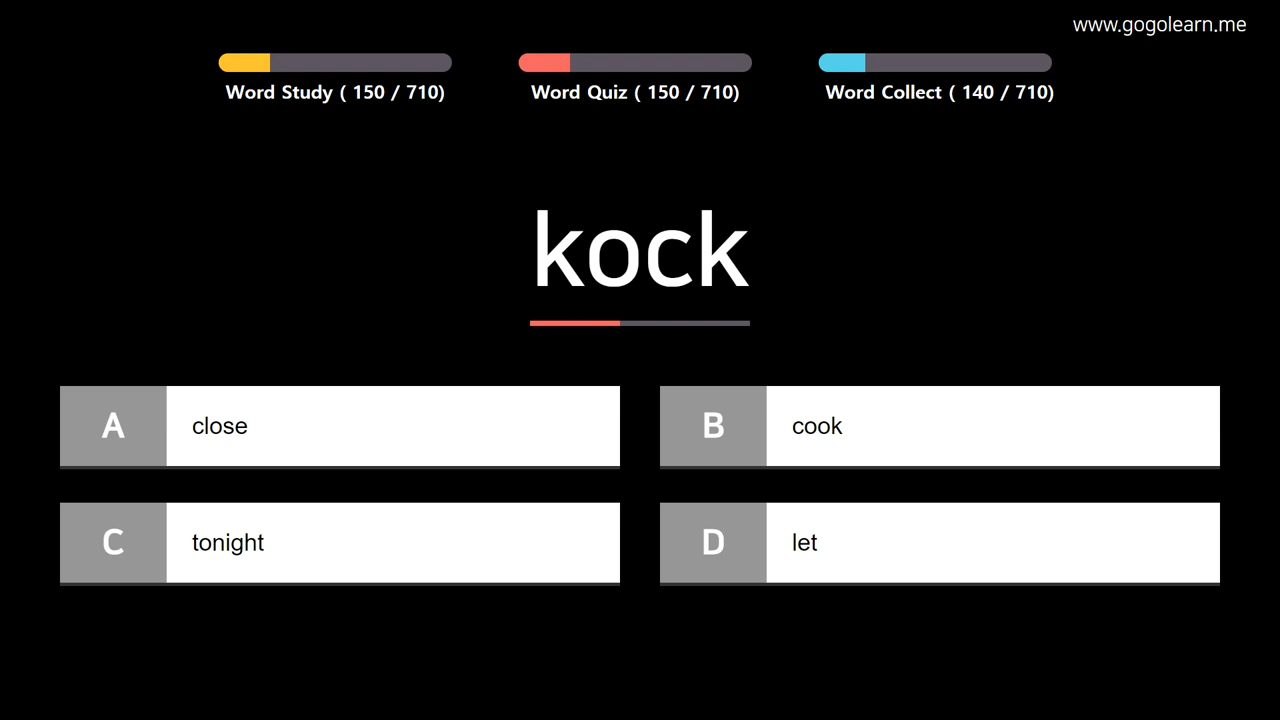 www.gogolearn.me
Word Study ( 150 / 710)
Word Quiz ( 150 / 710)
Word Collect ( 140 / 710)
kock
A close
B cook
C tonight
D let